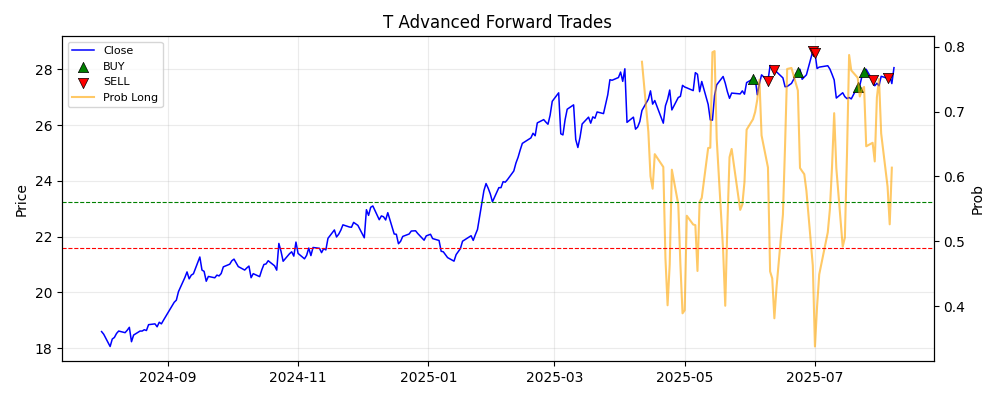 T Advanced Forward Trades
Close
BUY
SELL
Prob Long
Price
28
26
24
22
20
18
0.8
0.7
0.6
0.5
0.4
Prob
2024-09
2024-11
2025-01
2025-03
2025-05
2025-07